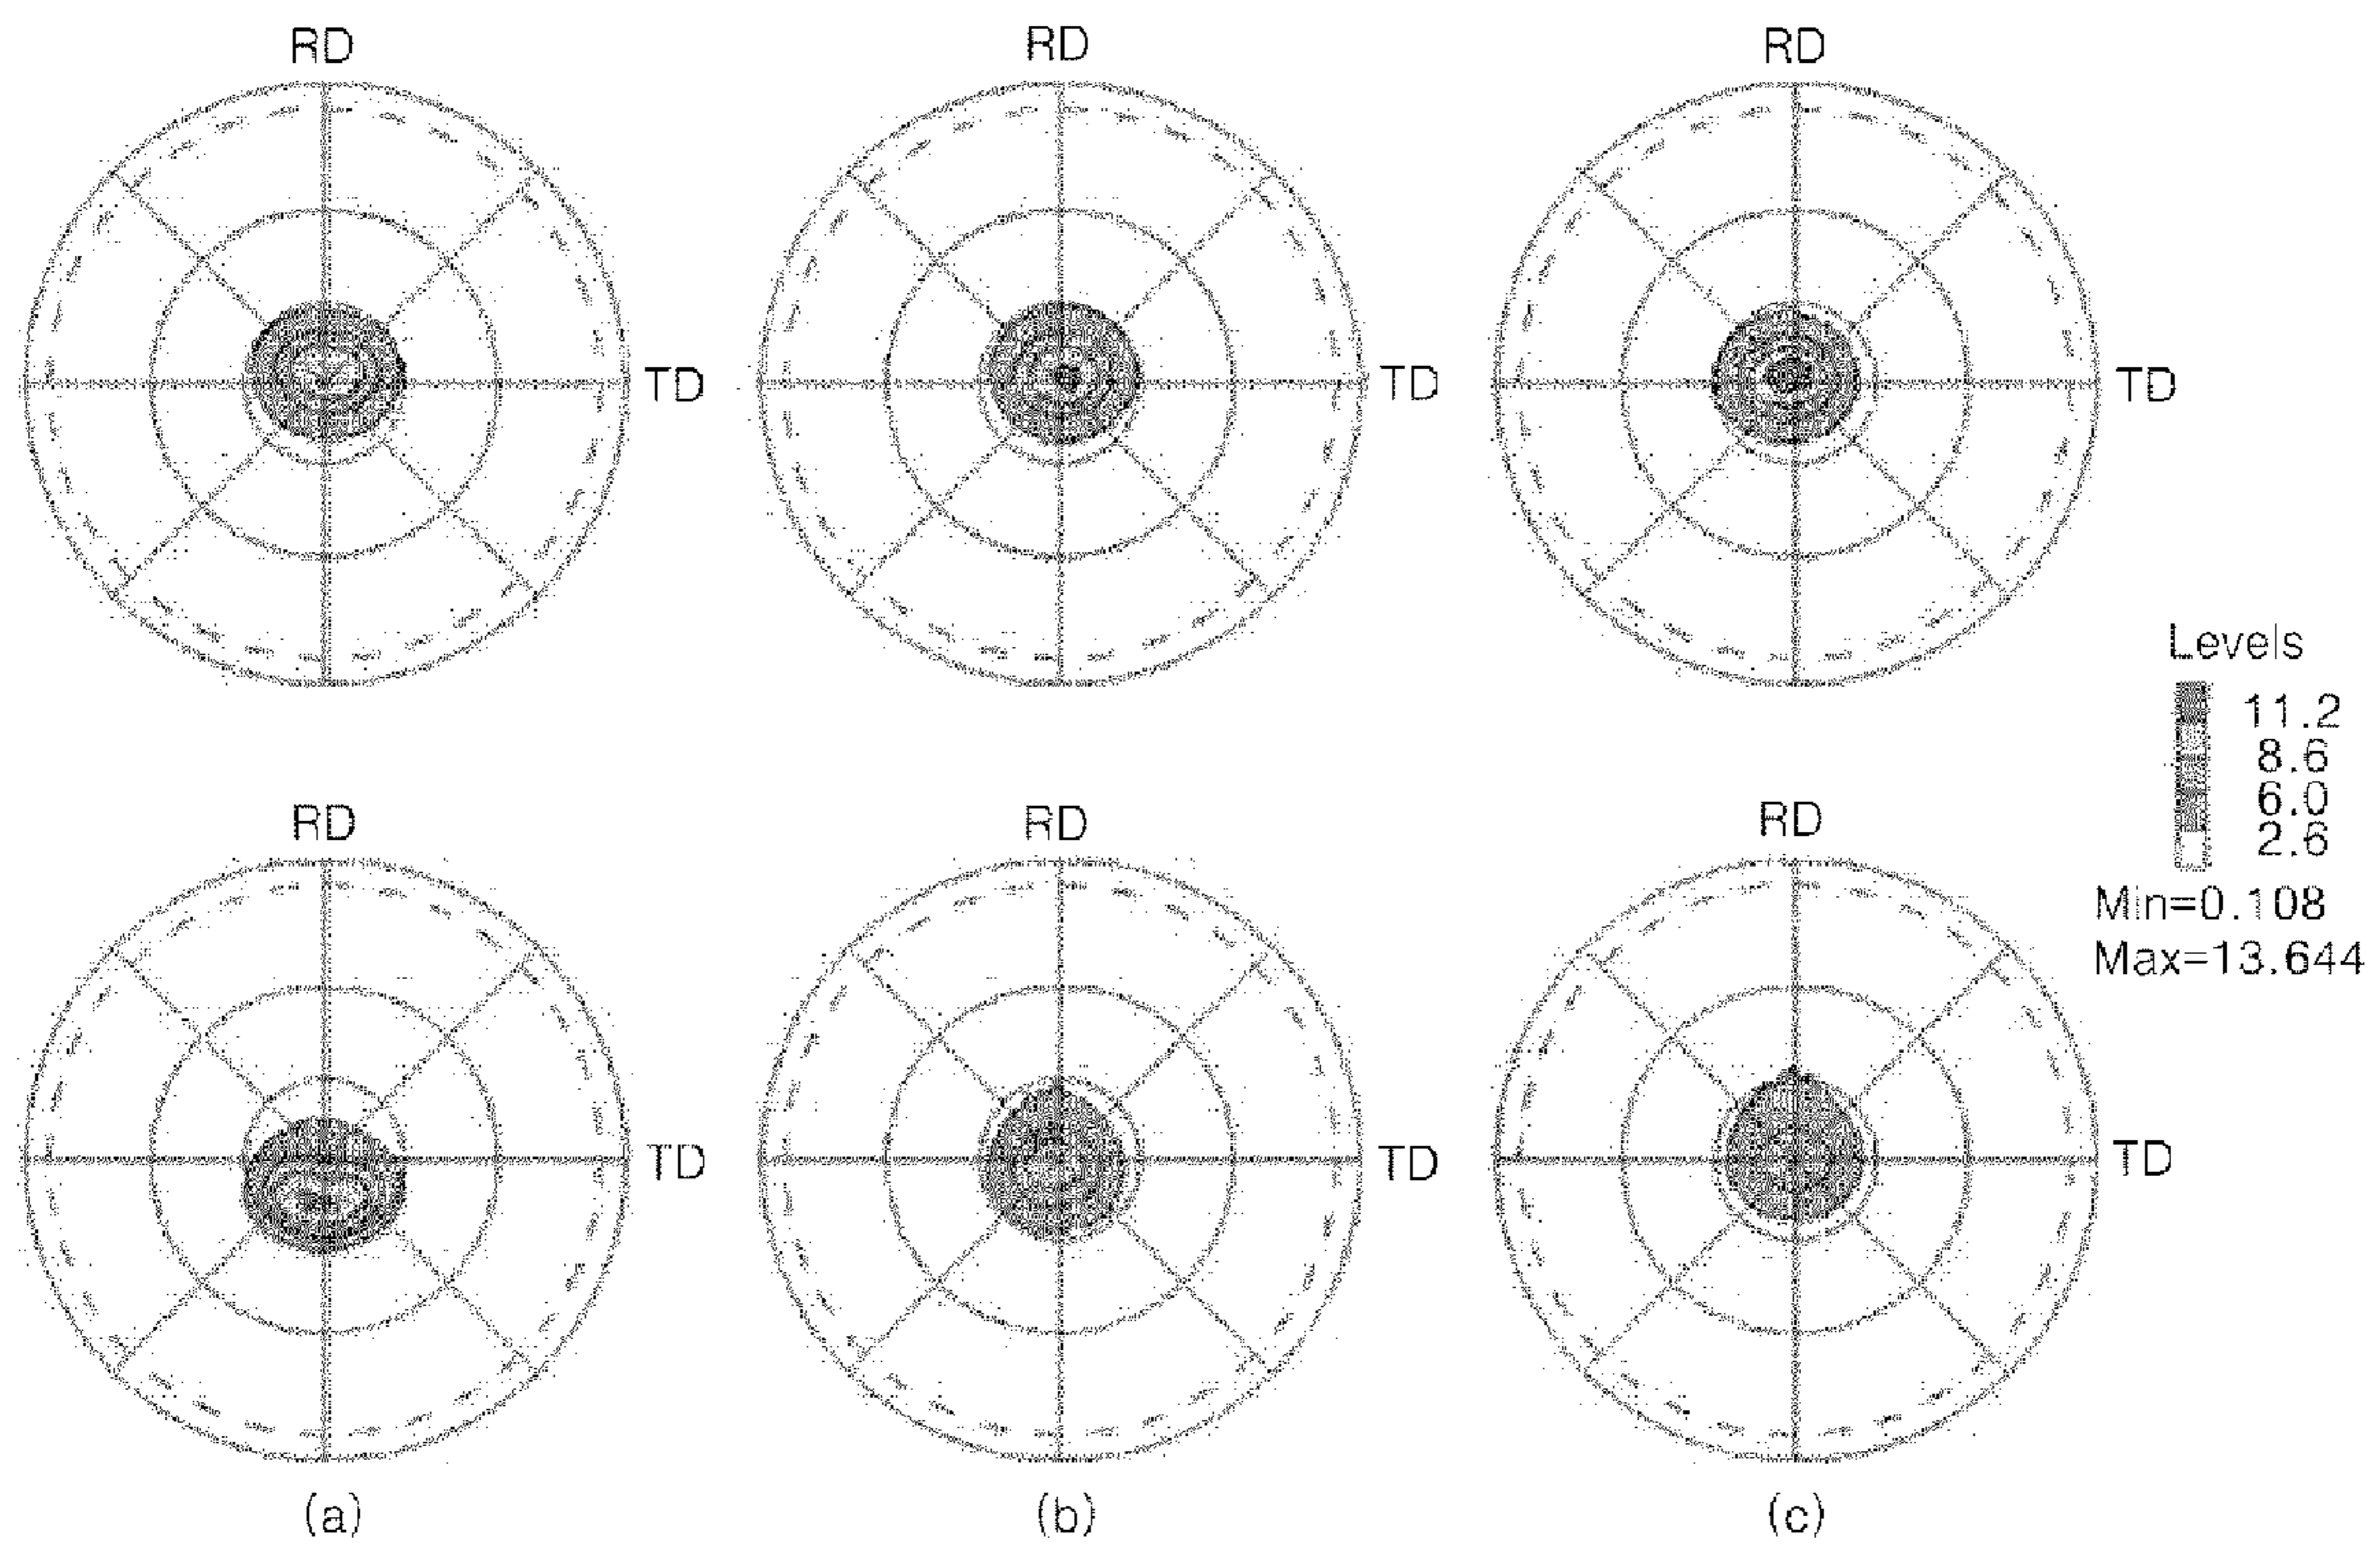 RD RD RD
TD TD TD
Levels
11.2
8.6
6.0
2.6
Min=0.108
Max=13.644
RD RD RD
TD TD TD
(a) (b) (c)